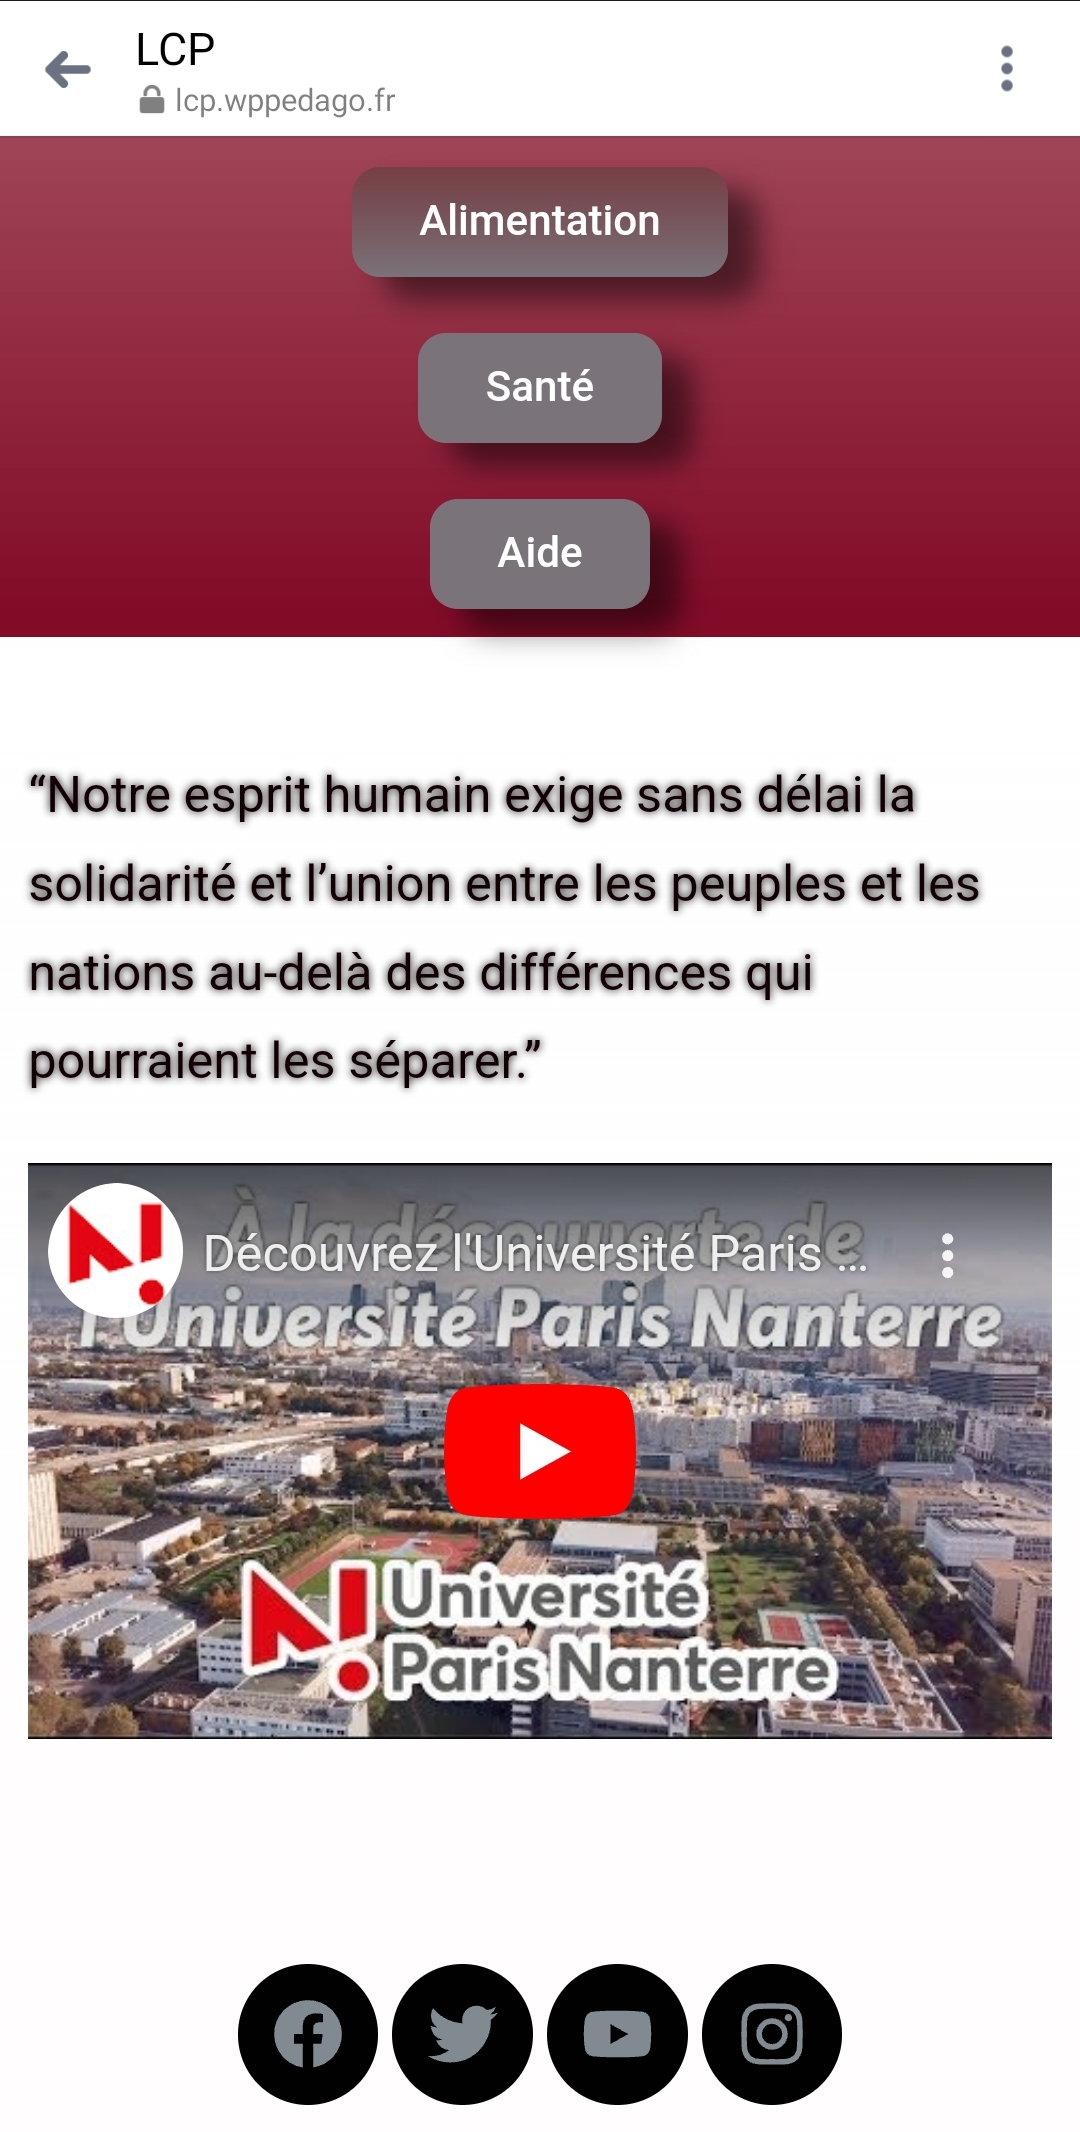 LCP
lcp.wppedago.fr
Alimentation
Santé
Aide
“Notre esprit humain exige sans délai la
solidarité et l’union entre les peuples et les
nations au-delà des différences qui
pourraient les séparer.”
À la découverte de
Découvrez l'Université Paris ...
l'Université Paris Nanterre
Université
Paris Nanterre